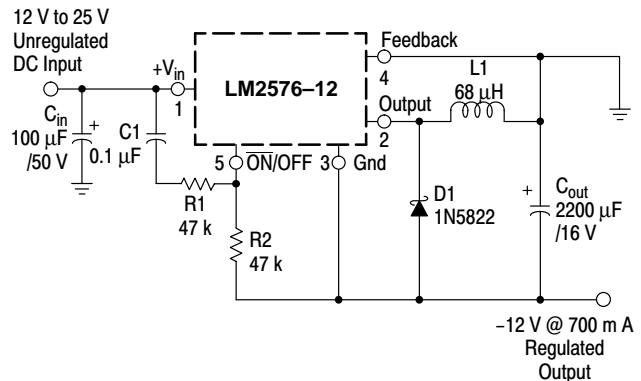 12 V to 25 V
Unregulated
DC Input
+Vin
1
LM2576–12
Feedback
4
L1
68 µH
Output
2
Cin
100 µF
/50 V
+
C1
0.1 µF
5
ON/OFF
3
Gnd
R1
47 k
R2
47 k
D1
1N5822
+
Cout
2200 µF
/16 V
–12 V @ 700 m A
Regulated
Output